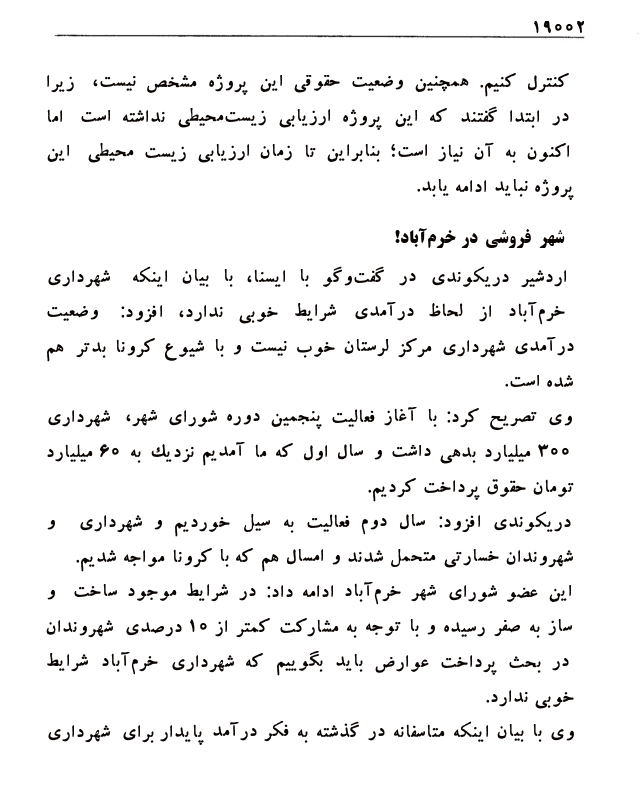 ۱۹۰۰۲
کنترل کنیم. همچنین وضعیت حقوقی این پروژه مشخص نیست، زیرا
در ابتدا گفتند که این پروژه ارزیابی زیست‌محیطی نداشته است اما
اکنون به آن نیاز است؛ بنابراین تا زمان ارزیابی زیست محیطی این
پروژه نباید ادامه یابد.
شهر فروشی در خرم‌آباد!
اردشیر دریکوندی در گفت‌وگو با ایسنا، با بیان اینکه شهرداری
خرم‌آباد از لحاظ درآمدی شرایط خوبی ندارد، افزود: وضعیت
درآمدی شهرداری مرکز لرستان خوب نیست و با شیوع کرونا بدتر هم
شده است.
وی تصریح کرد: با آغاز فعالیت پنجمین دوره شورای شهر، شهرداری
۳۰۰ میلیارد بدهی داشت و سال اول که ما آمدیم نزدیك به ۶۰ میلیارد
تومان حقوق پرداخت کردیم.
دریکوندی افزود: سال دوم فعالیت به سیل خوردیم و شهرداری و
شهروندان خسارتی متحمل شدند و امسال هم که با کرونا مواجه شدیم.
این عضو شورای شهر خرم‌آباد ادامه داد: در شرایط موجود ساخت و
ساز به صفر رسیده و با توجه به مشارکت کمتر از ۱۰ درصدی شهروندان
در بحث پرداخت عوارض باید بگوییم که شهرداری خرم‌آباد شرایط
خوبی ندارد.
وی با بیان اینکه متاسفانه در گذشته به فکر درآمد پایدار برای شهرداری